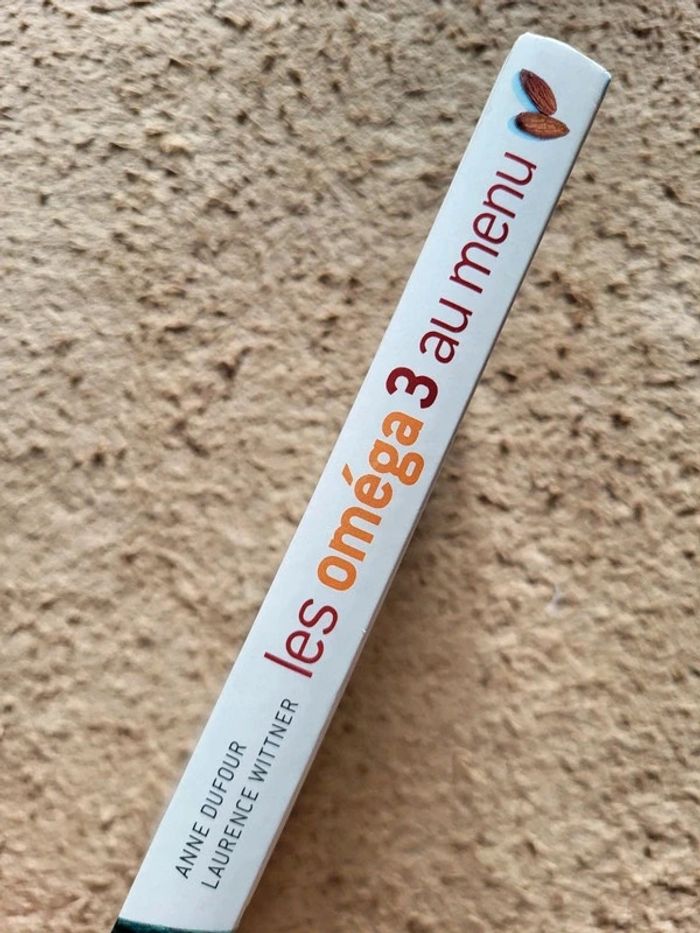 ANNE DUFOUR
LAURENCE WITTNER
les oméga 3 au menu